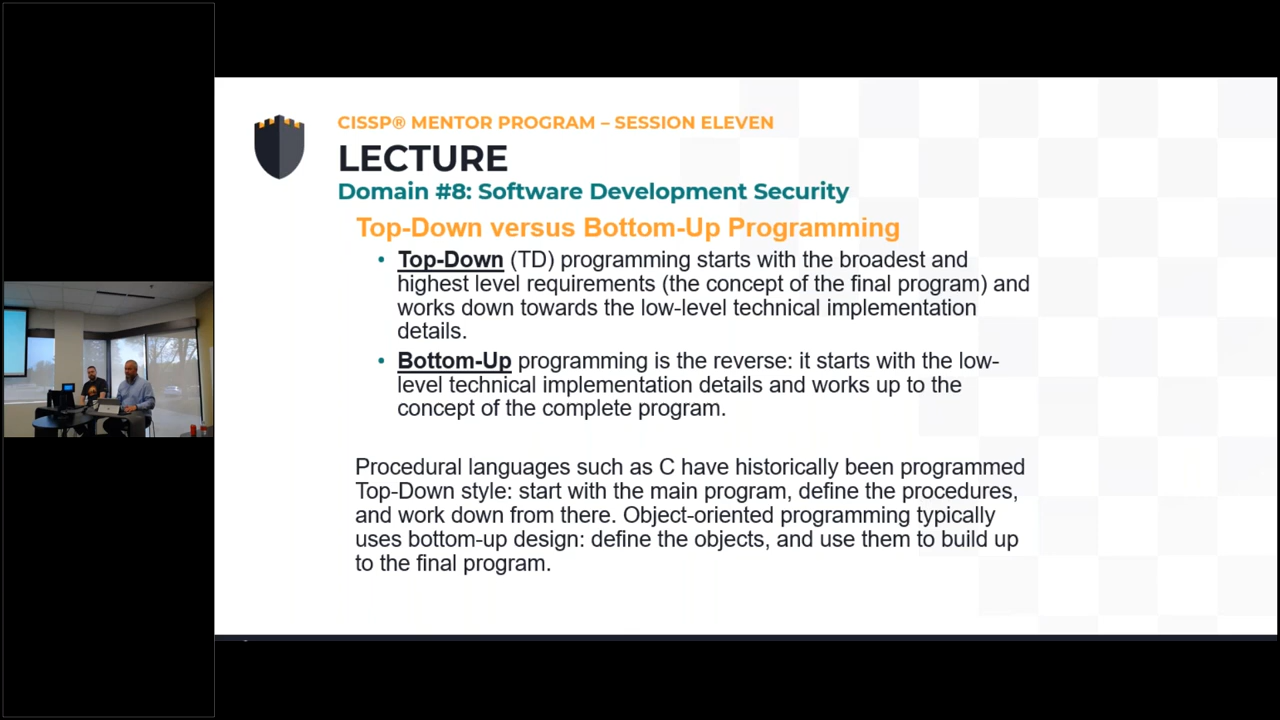 CISSP® MENTOR PROGRAM – SESSION ELEVEN
LECTURE
Domain #8: Software Development Security
Top-Down versus Bottom-Up Programming
• Top-Down (TD) programming starts with the broadest and
highest level requirements (the concept of the final program) and
works down towards the low-level technical implementation
details.
• Bottom-Up programming is the reverse: it starts with the low-
level technical implementation details and works up to the
concept of the complete program.
Procedural languages such as C have historically been programmed
Top-Down style: start with the main program, define the procedures,
and work down from there. Object-oriented programming typically
uses bottom-up design: define the objects, and use them to build up
to the final program.